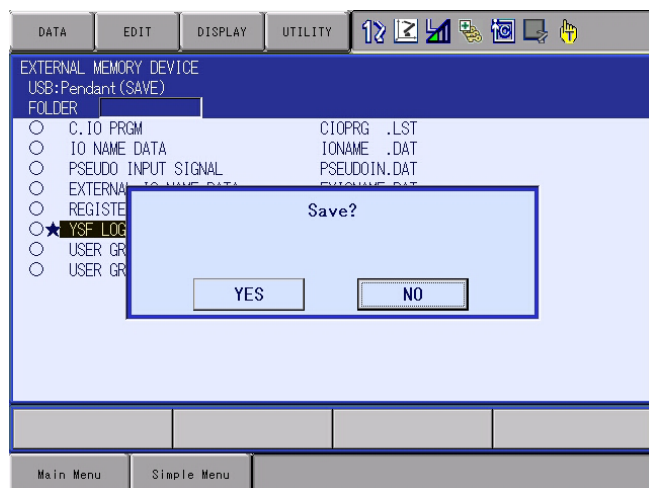 DATA EDIT DISPLAY UTILITY
EXTERNAL MEMORY DEVICE
USB:Pendant(SAVE)
FOLDER
C.IO PRGM CIOPRG .LST
IO NAME DATA IONAME .DAT
PSEUDO INPUT SIGNAL PSEUDOIN.DAT
Save?
★ YSF LOG
USER GR
USER GR
YES NO
Main Menu Simple Menu